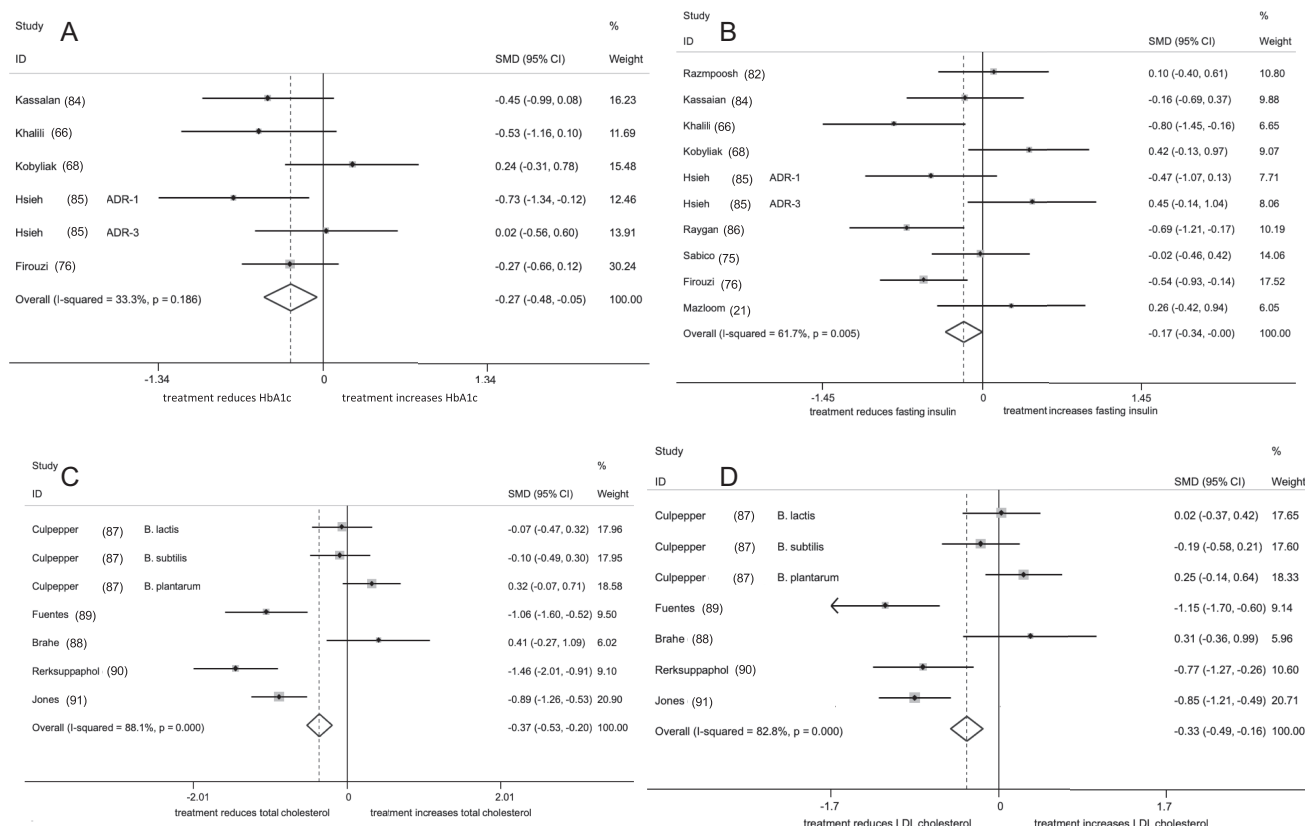 A
Study %
ID SMD (95% CI) Weight
Kassalan (84) -0.45 (-0.99, 0.08) 16.23
Khalili (66) -0.53 (-1.16, 0.10) 11.69
Kobyliak (68) 0.24 (-0.31, 0.78) 15.48
Hsieh (85) ADR-1 -0.73 (-1.34, -0.12) 12.46
Hsieh (85) ADR-3 0.02 (-0.56, 0.60) 13.91
Firouzi (76) -0.27 (-0.66, 0.12) 30.24
Overall (I-squared = 33.3%, p = 0.186) -0.27 (-0.48, -0.05) 100.00
-1.34 0 1.34
treatment reduces HbA1c treatment increases HbA1c
B
Study %
ID SMD (95% CI) Weight
Razmpoosh (82) 0.10 (-0.40, 0.61) 10.80
Kassaian (84) -0.16 (-0.69, 0.37) 9.88
Khalili (66) -0.80 (-1.45, -0.16) 6.65
Kobyliak (68) 0.42 (-0.13, 0.97) 9.07
Hsieh (85) ADR-1 -0.47 (-1.07, 0.13) 7.71
Hsieh (85) ADR-3 0.45 (-0.14, 1.04) 8.06
Raygan (86) -0.69 (-1.21, -0.17) 10.19
Sabico (75) -0.02 (-0.46, 0.42) 14.06
Firouzi (76) -0.54 (-0.93, -0.14) 17.52
Mazloom (21) 0.26 (-0.42, 0.94) 6.05
Overall (I-squared = 61.7%, p = 0.005) -0.17 (-0.34, -0.00) 100.00
-1.45 0 1.45
treatment reduces fasting insulin treatment increases fasting insulin
C
Study %
ID SMD (95% CI) Weight
Culpepper (87) B. lactis -0.07 (-0.47, 0.32) 17.96
Culpepper (87) B. subtilis -0.10 (-0.49, 0.30) 17.95
Culpepper (87) B. plantarum 0.32 (-0.07, 0.71) 18.58
Fuentes (89) -1.06 (-1.60, -0.52) 9.50
Brahe (88) 0.41 (-0.27, 1.09) 6.02
Rerksuppaphol (90) -1.46 (-2.01, -0.91) 9.10
Jones (91) -0.89 (-1.26, -0.53) 20.90
Overall (I-squared = 88.1%, p = 0.000) -0.37 (-0.53, -0.20) 100.00
-2.01 0 2.01
treatment reduces total cholesterol treatment increases total cholesterol
D
Study %
ID SMD (95% CI) Weight
Culpepper (87) B. lactis 0.02 (-0.37, 0.42) 17.65
Culpepper (87) B. subtilis -0.19 (-0.58, 0.21) 17.60
Culpepper (87) B. plantarum 0.25 (-0.14, 0.64) 18.33
Fuentes (89) -1.15 (-1.70, -0.60) 9.14
Brahe (88) 0.31 (-0.36, 0.99) 5.96
Rerksuppaphol (90) -0.77 (-1.27, -0.26) 10.60
Jones (91) -0.85 (-1.21, -0.49) 20.71
Overall (I-squared = 82.8%, p = 0.000) -0.33 (-0.49, -0.16) 100.00
-1.7 0 1.7
treatment reduces LDL cholesterol treatment increases LDL cholesterol